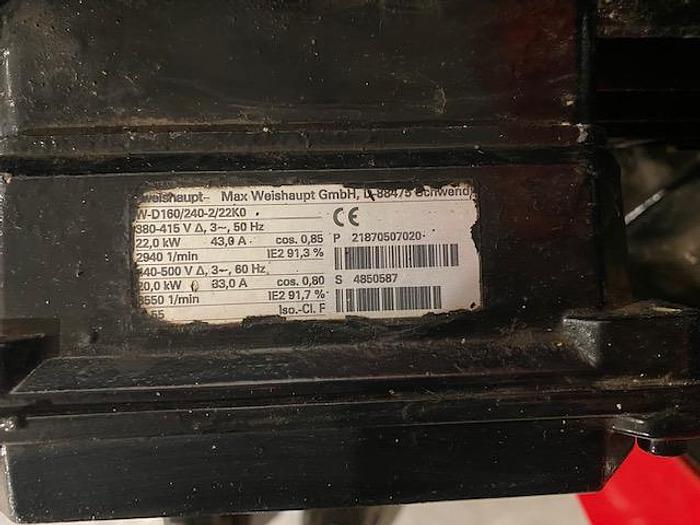 weishaupt– Max Weishaupt GmbH, D-88475 Schwendi
W-D160/240-2/22K0
380-415 V Δ, 3~, 50 Hz
22,0 kW 43,0 A cos. 0,85
2940 1/min IE2 91,3 %
440-500 V Δ, 3~, 60 Hz
20,0 kW 33,0 A cos. 0,80
3550 1/min IE2 91,7 %
55 Iso.-Cl. F
CE
P 21870507020
S 4850587